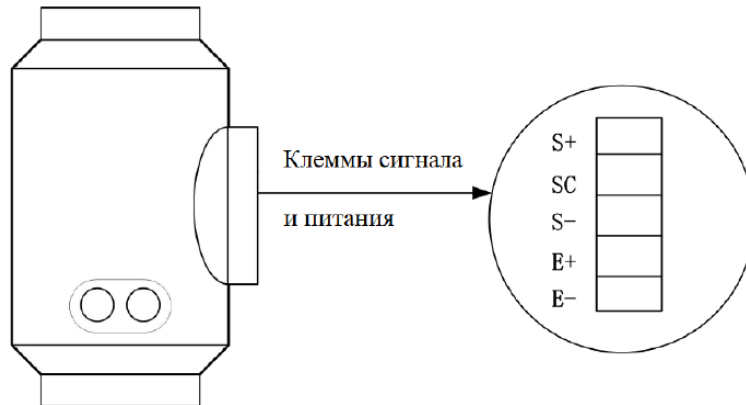 Клеммы сигнала
и питания
S+
SC
S-
E+
E-